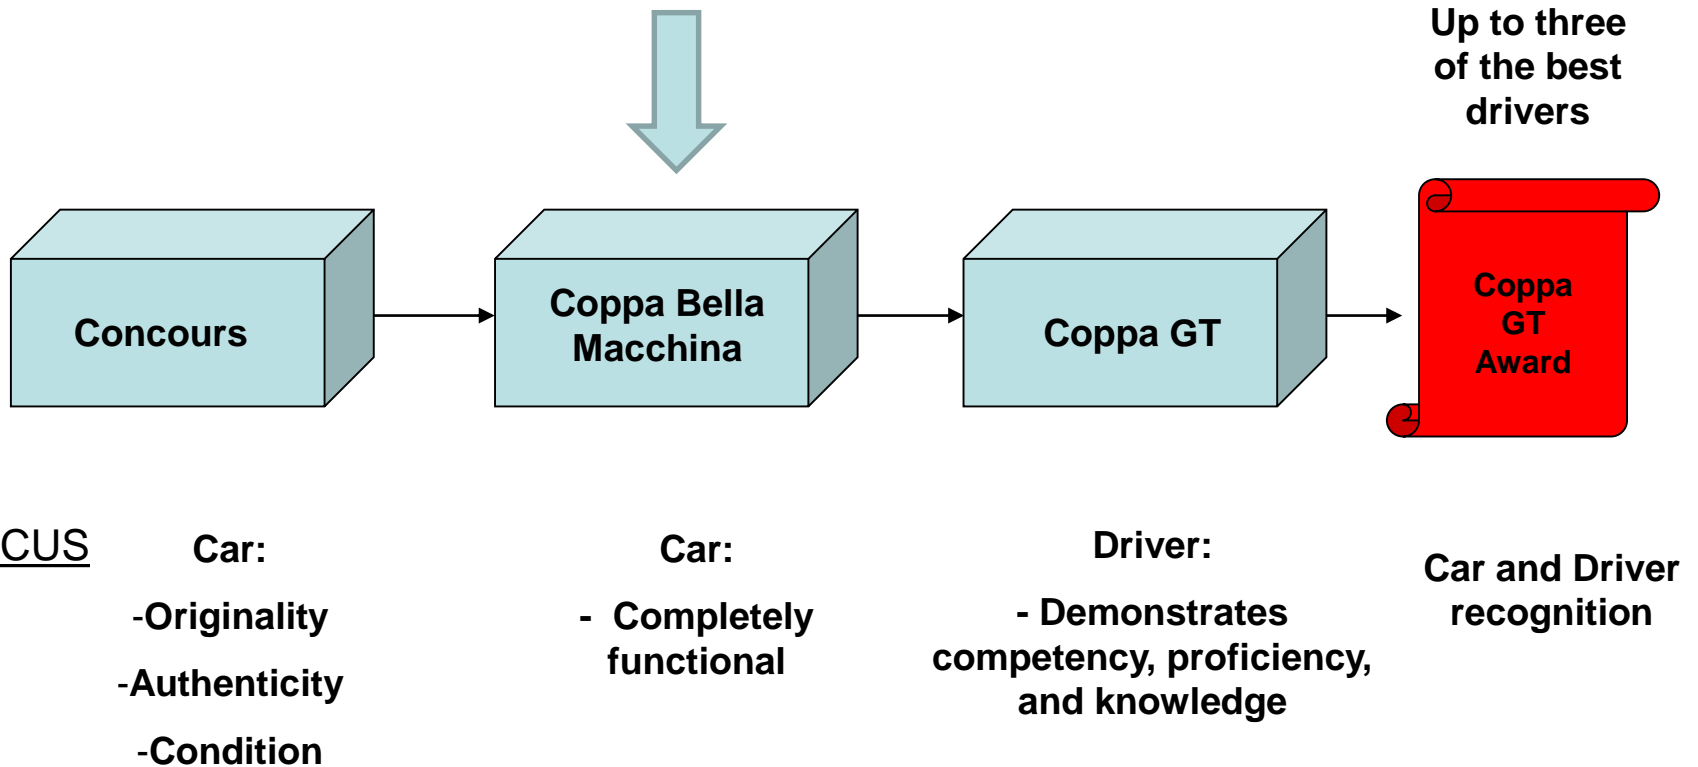 Up to three
of the best
drivers
Concours
Coppa Bella
Macchina
Coppa GT
Coppa
GT
Award
CUS
Car:
-Originality
-Authenticity
-Condition
Car:
- Completely
functional
Driver:
- Demonstrates
competency, proficiency,
and knowledge
Car and Driver
recognition